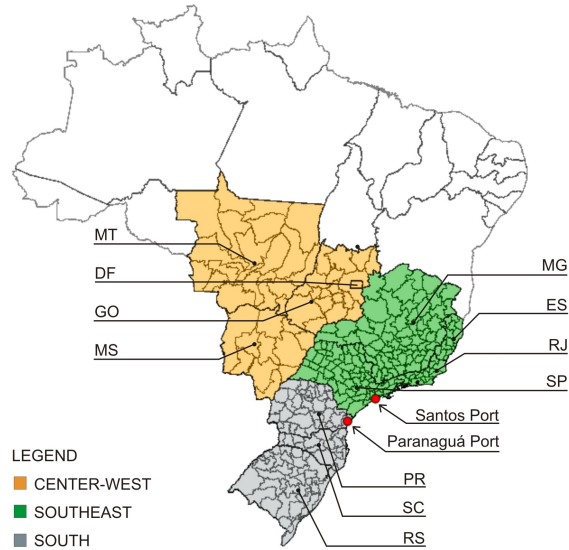 MT
DF
GO
MS
MG
ES
RJ
SP
Santos Port
Paranaguá Port
PR
SC
RS
LEGEND
CENTER-WEST
SOUTHEAST
SOUTH